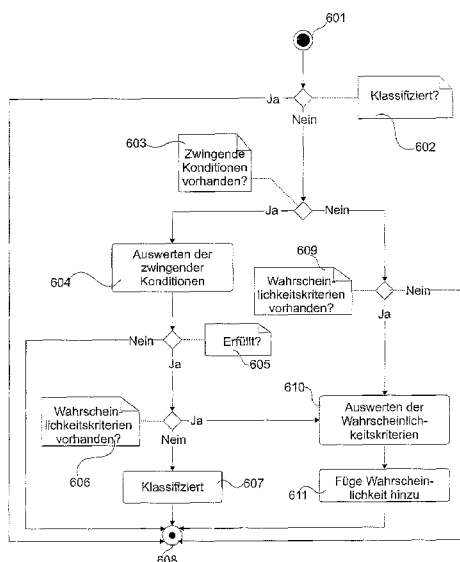 601
Ja
Klassifiziert?
Nein
602
603
Zwingende
Konditionen
vorhanden?
Ja
Nein
Auswerten der
zwingender
Konditionen
604
609
Wahrschein-
lichkeitskriterien
vorhanden?
Nein
Ja
Nein
Erfüllt?
605
Ja
610
Wahrschein-
lichkeitskriterien
vorhanden?
Ja
Auswerten der
Wahrscheinlich-
keitskriterien
Nein
606
Klassifiziert
607
Füge Wahrschein-
lichkeit hinzu
611
608